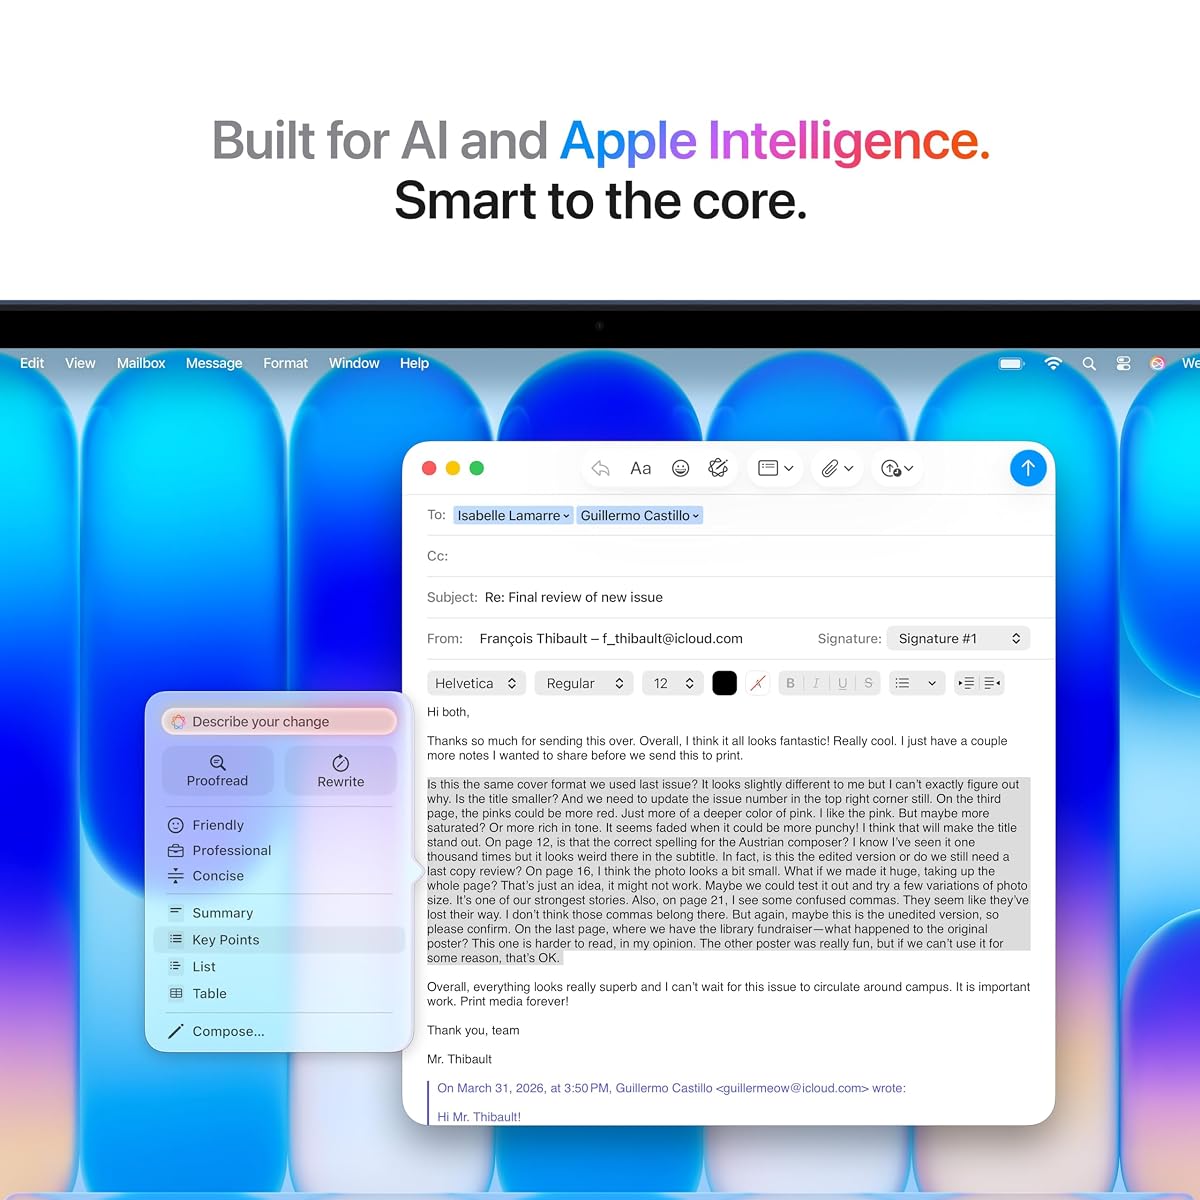 Built for AI and Apple Intelligence.
Smart to the core.
Edit View Mailbox Message Format Window Help
Aa
To: Isabelle Lamarre Guillermo Castillo
Cc:
Subject: Re: Final review of new issue
From: François Thibault – f_thibault@icloud.com Signature: Signature #1
Helvetica Regular 12 B I U S
Hi both,
Thanks so much for sending this over. Overall, I think it all looks fantastic! Really cool. I just have a couple
more notes I wanted to share before we send this to print.
Is this the same cover format we used last issue? It looks slightly different to me but I can’t exactly figure out
why. Is the title smaller? And we need to update the issue number in the top right corner still. On the third
page, the pinks could be more red. Just more of a deeper color of pink. I like the pink. But maybe more
saturated? Or more rich in tone. It seems faded when it could be more punchy! I think that will make the title
stand out. On page 12, is that the correct spelling for the Austrian composer? I know I’ve seen it one
thousand times but it looks weird there in the subtitle. In fact, is this the edited version or do we still need a
last copy review? On page 16, I think the photo looks a bit small. What if we made it huge, taking up the
whole page? That’s just an idea, it might not work. Maybe we could test it out and try a few variations of photo
size. It’s one of our strongest stories. Also, on page 21, I see some confused commas. They seem like they’ve
lost their way. I don’t think those commas belong there. But again, maybe this is the unedited version, so
please confirm. On the last page, where we have the library fundraiser—what happened to the original
poster? This one is harder to read, in my opinion. The other poster was really fun, but if we can’t use it for
some reason, that’s OK.
Overall, everything looks really superb and I can’t wait for this issue to circulate around campus. It is important
work. Print media forever!
Thank you, team
Mr. Thibault
On March 31, 2026, at 3:50 PM, Guillermo Castillo <guillermeow@icloud.com> wrote:
Hi Mr. Thibault!
Describe your change
Proofread Rewrite
Friendly
Professional
Concise
Summary
Key Points
List
Table
Compose...